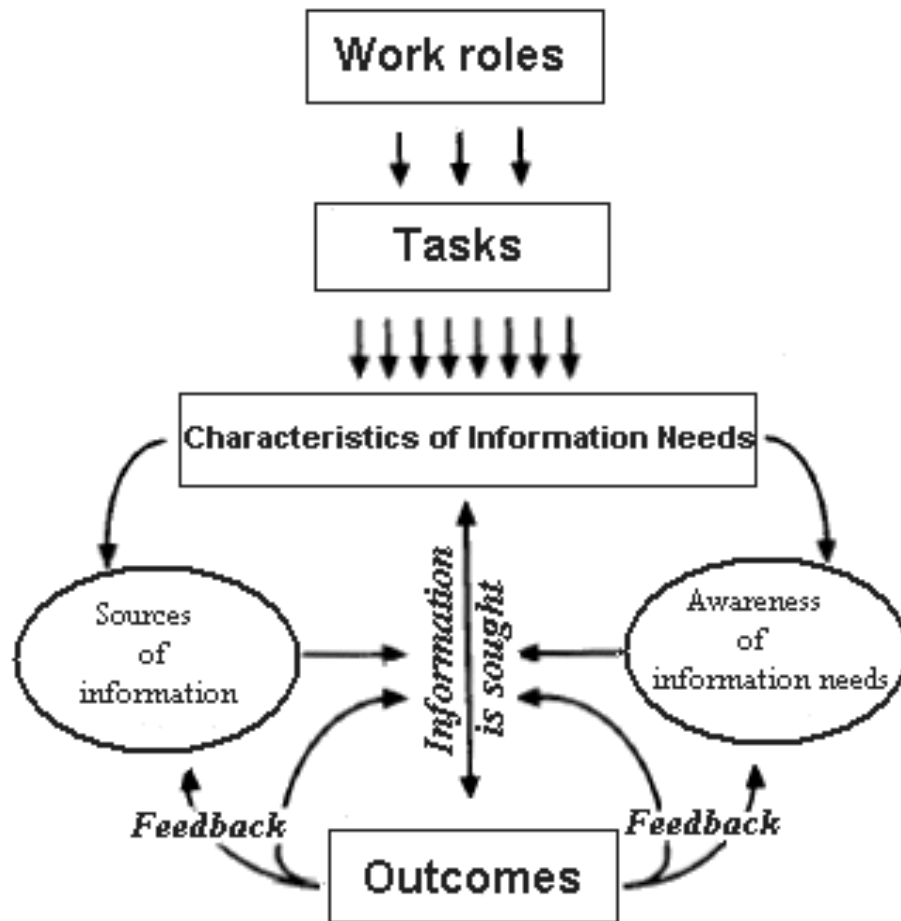 Work roles
Tasks
Characteristics of Information Needs
Sources
of
information
Information
is sought
Awareness
of
information needs
Feedback
Feedback
Outcomes